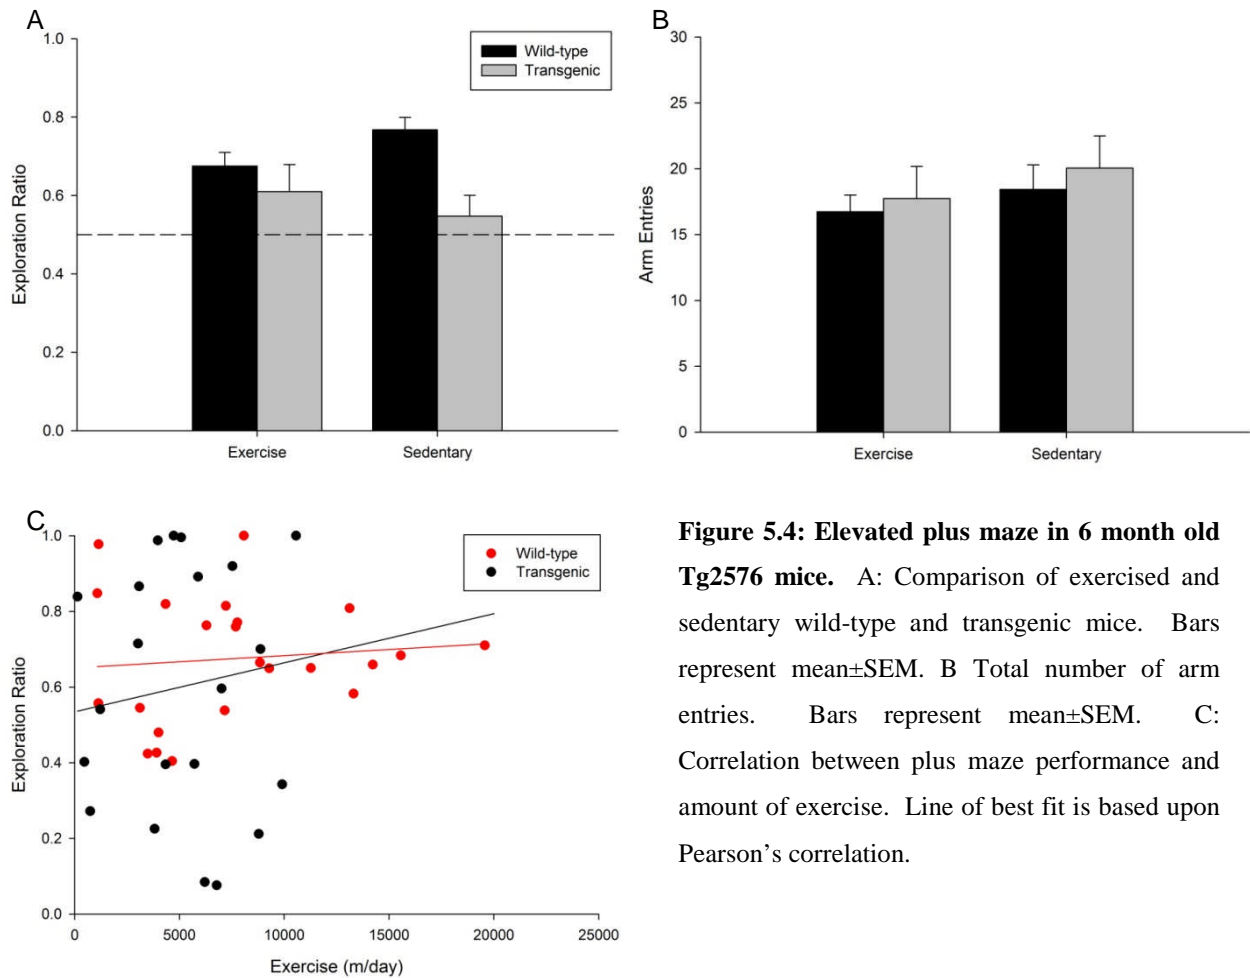 A
1.0
0.8
0.6
0.4
0.2
0.0
Exploration Ratio
Wild-type
Transgenic
Exercise
Sedentary
B
30
25
20
15
10
5
0
Arm Entries
Exercise
Sedentary
C
1.0
0.8
0.6
0.4
0.2
0.0
Exploration Ratio
Wild-type
Transgenic
0
5000
10000
15000
20000
25000
Exercise (m/day)
Figure 5.4: Elevated plus maze in 6 month old
Tg2576 mice. A: Comparison of exercised and
sedentary wild-type and transgenic mice. Bars
represent mean±SEM. B Total number of arm
entries. Bars represent mean±SEM. C:
Correlation between plus maze performance and
amount of exercise. Line of best fit is based upon
Pearson’s correlation.